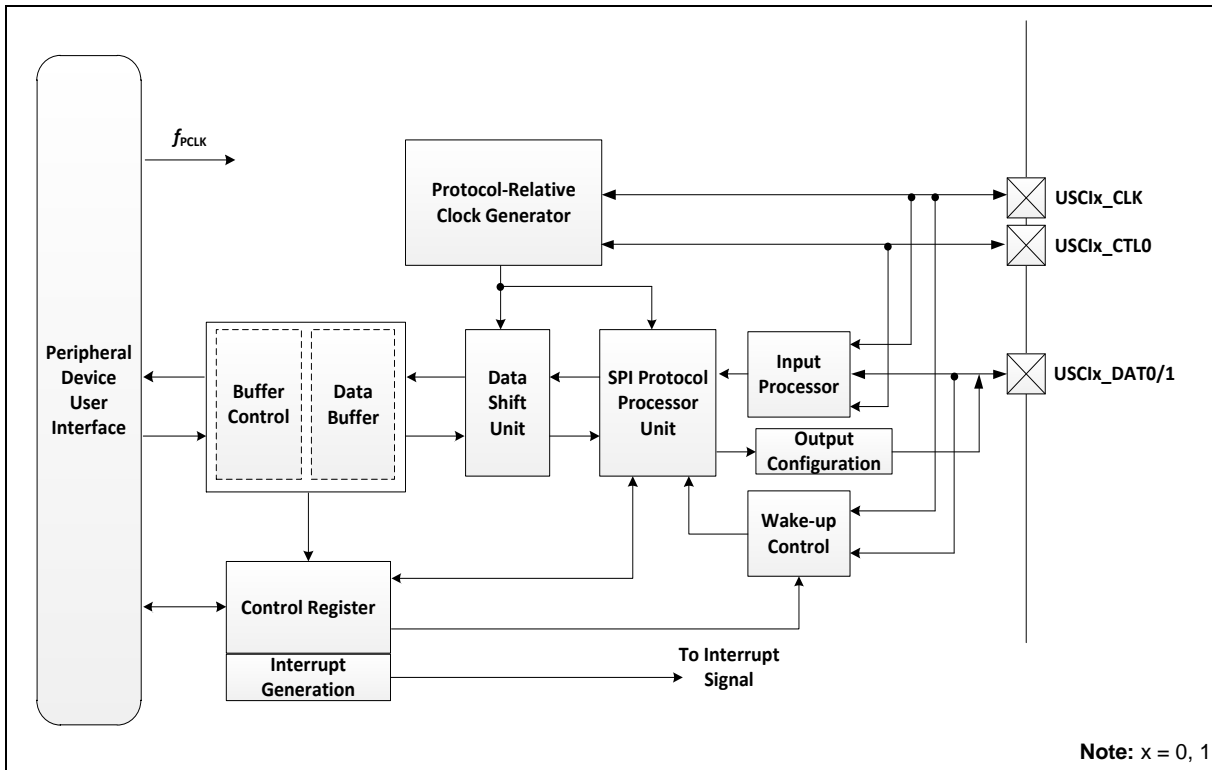 fPCLK
Protocol-Relative
Clock Generator
USCIx_CLK
USCIx_CTL0
Peripheral
Device
User
Interface
Buffer
Control
Data
Buffer
Data
Shift
Unit
SPI Protocol
Processor
Unit
Input
Processor
USCIx_DAT0/1
Output
Configuration
Wake-up
Control
Control Register
Interrupt
Generation
To Interrupt
Signal
Note: x = 0, 1